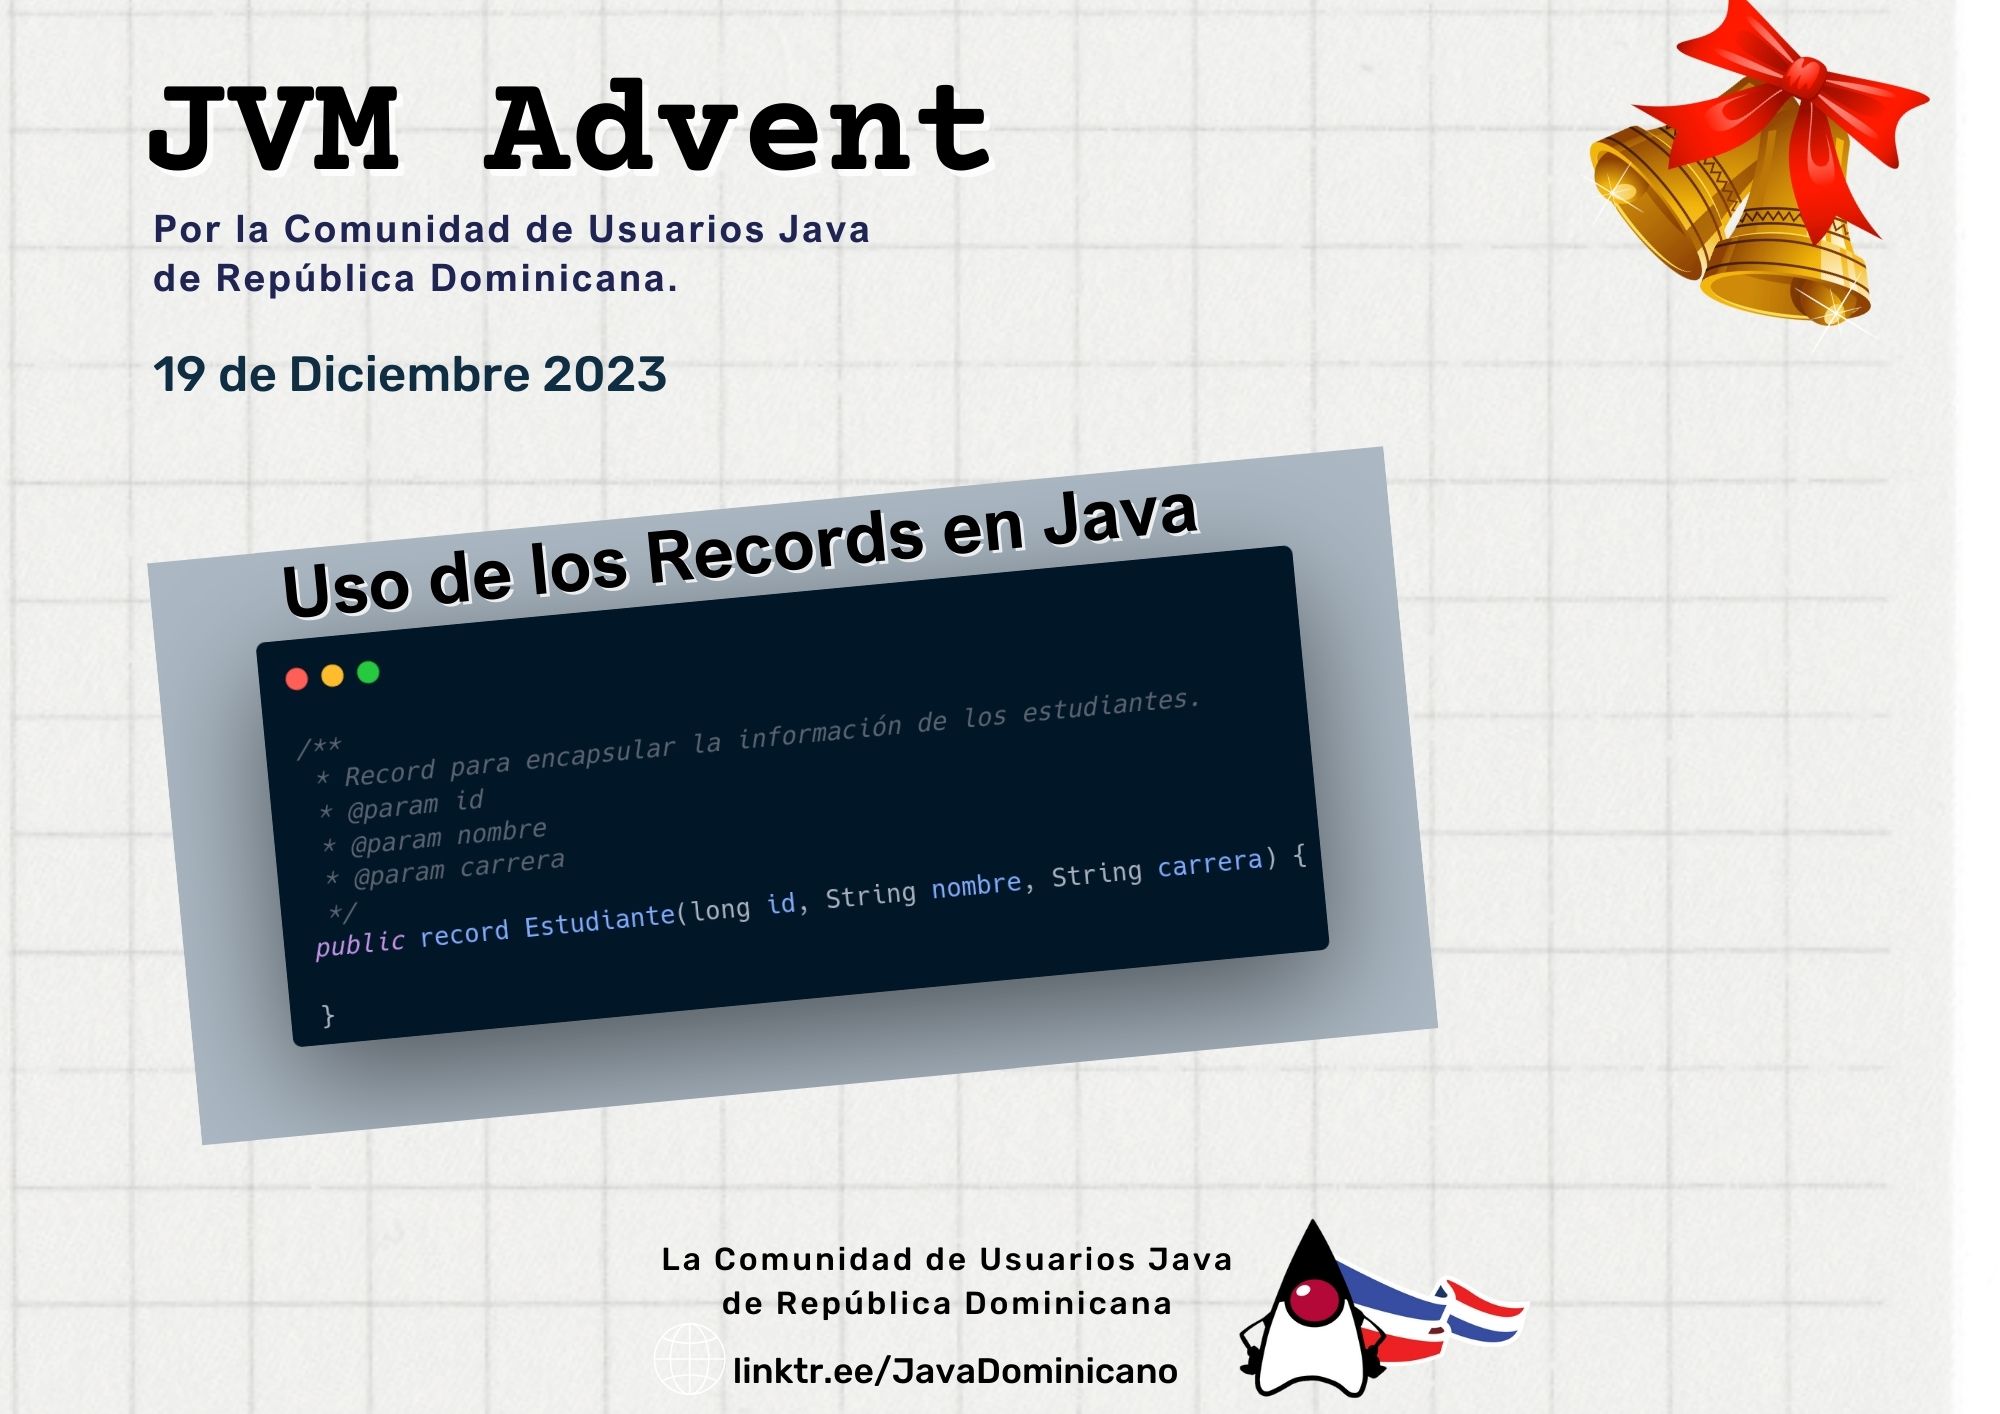 JVM Advent
Por la Comunidad de Usuarios Java
de República Dominicana.
19 de Diciembre 2023
Uso de los Records en Java
/**
 * Record para encapsular la información de los estudiantes.
 * @param id
 * @param nombre
 * @param carrera
 */
public record Estudiante(long id, String nombre, String carrera) {
}
La Comunidad de Usuarios Java
de República Dominicana
linktr.ee/JavaDominicano